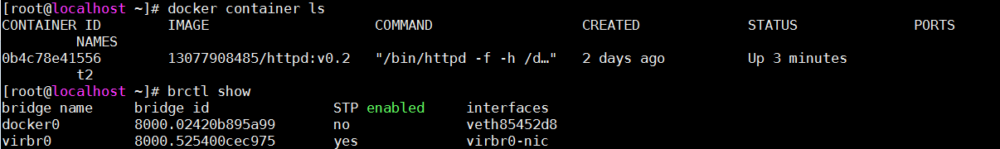 [root@localhost ~]# docker container ls
CONTAINER ID        IMAGE                    COMMAND                  CREATED             STATUS              PORTS
         NAMES
0b4c78e41556        13077908485/httpd:v0.2   "/bin/httpd -f -h /d…"   2 days ago          Up 3 minutes
         t2
[root@localhost ~]# brctl show
bridge name     bridge id               STP enabled     interfaces
docker0         8000.02420b895a99       no              veth85452d8
virbr0          8000.525400cec975       yes             virbr0-nic